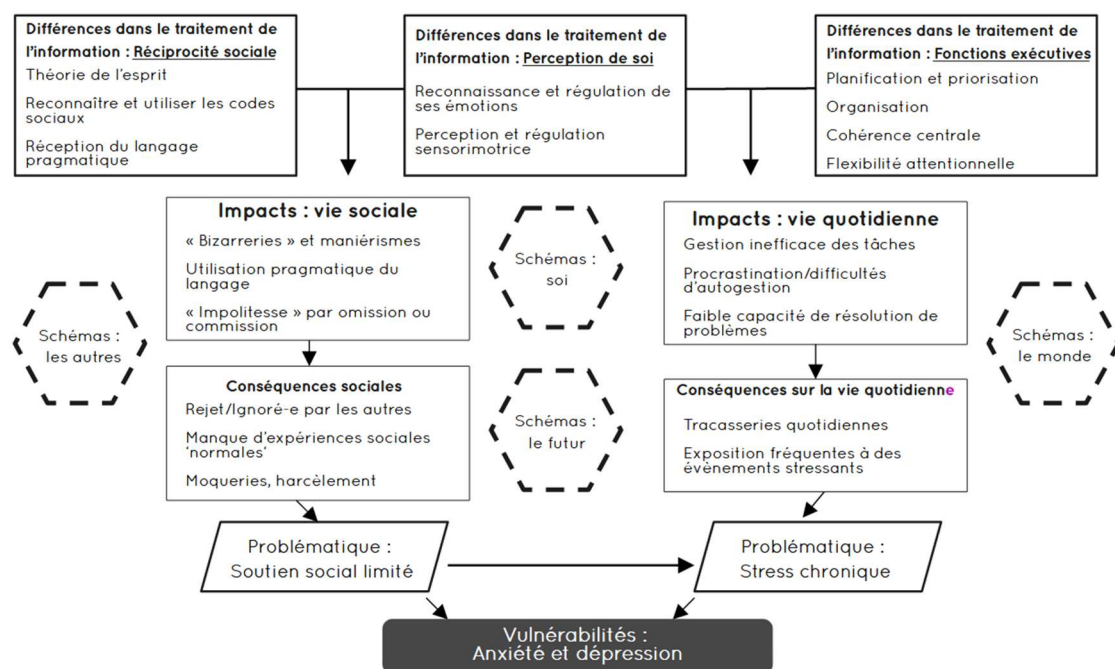 Différences dans le traitement de
l'information : Réciprocité sociale
Théorie de l'esprit
Reconnaître et utiliser les codes
sociaux
Réception du langage
pragmatique
Différences dans le traitement de
l'information : Perception de soi
Reconnaissance et régulation de
ses émotions
Perception et régulation
sensorimotrice
Différences dans le traitement de
l'information : Fonctions exécutives
Planification et priorisation
Organisation
Cohérence centrale
Flexibilité attentionnelle
Impacts : vie sociale
« Bizarreries » et maniérismes
Utilisation pragmatique du
langage
« Impolitesse » par omission ou
commission
Schémas :
soi
Impacts : vie quotidienne
Gestion inefficace des tâches
Procrastination/difficultés
d'autogestion
Faible capacité de résolution de
problèmes
Schémas :
les autres
Schémas :
le monde
Conséquences sociales
Rejet/Ignoré-e par les autres
Manque d'expériences sociales
'normales'
Moqueries, harcèlement
Schémas :
le futur
Conséquences sur la vie quotidienne
Tracasseries quotidiennes
Exposition fréquentes à des
évènements stressants
Problématique :
Soutien social limité
Problématique :
Stress chronique
Vulnérabilités :
Anxiété et dépression